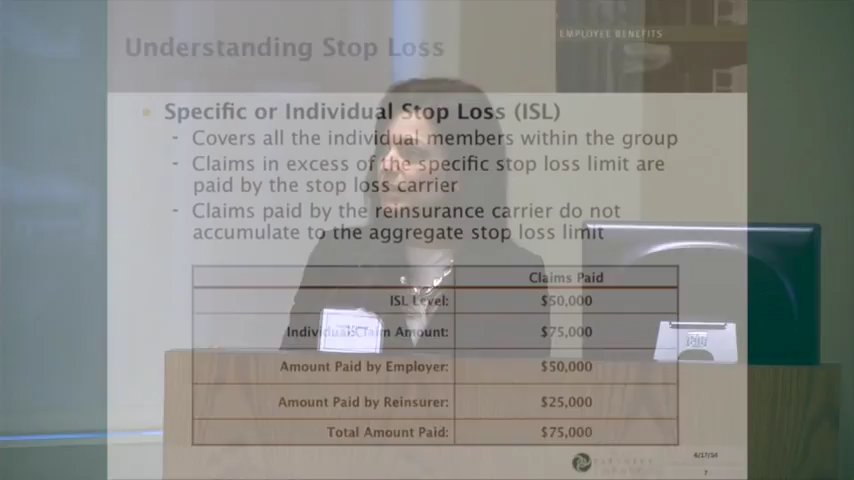 EMPLOYEE BENEFITS
Understanding Stop Loss
Specific or Individual Stop Loss (ISL)
- Covers all the individual members within the group
- Claims in excess of the specific stop loss limit are
paid by the stop loss carrier
- Claims paid by the reinsurance carrier do not
accumulate to the aggregate stop loss limit
Claims Paid
ISL Level: $50,000
Individual Claim Amount: $75,000
Amount Paid by Employer: $50,000
Amount Paid by Reinsurer: $25,000
Total Amount Paid: $75,000
6/17/10
7